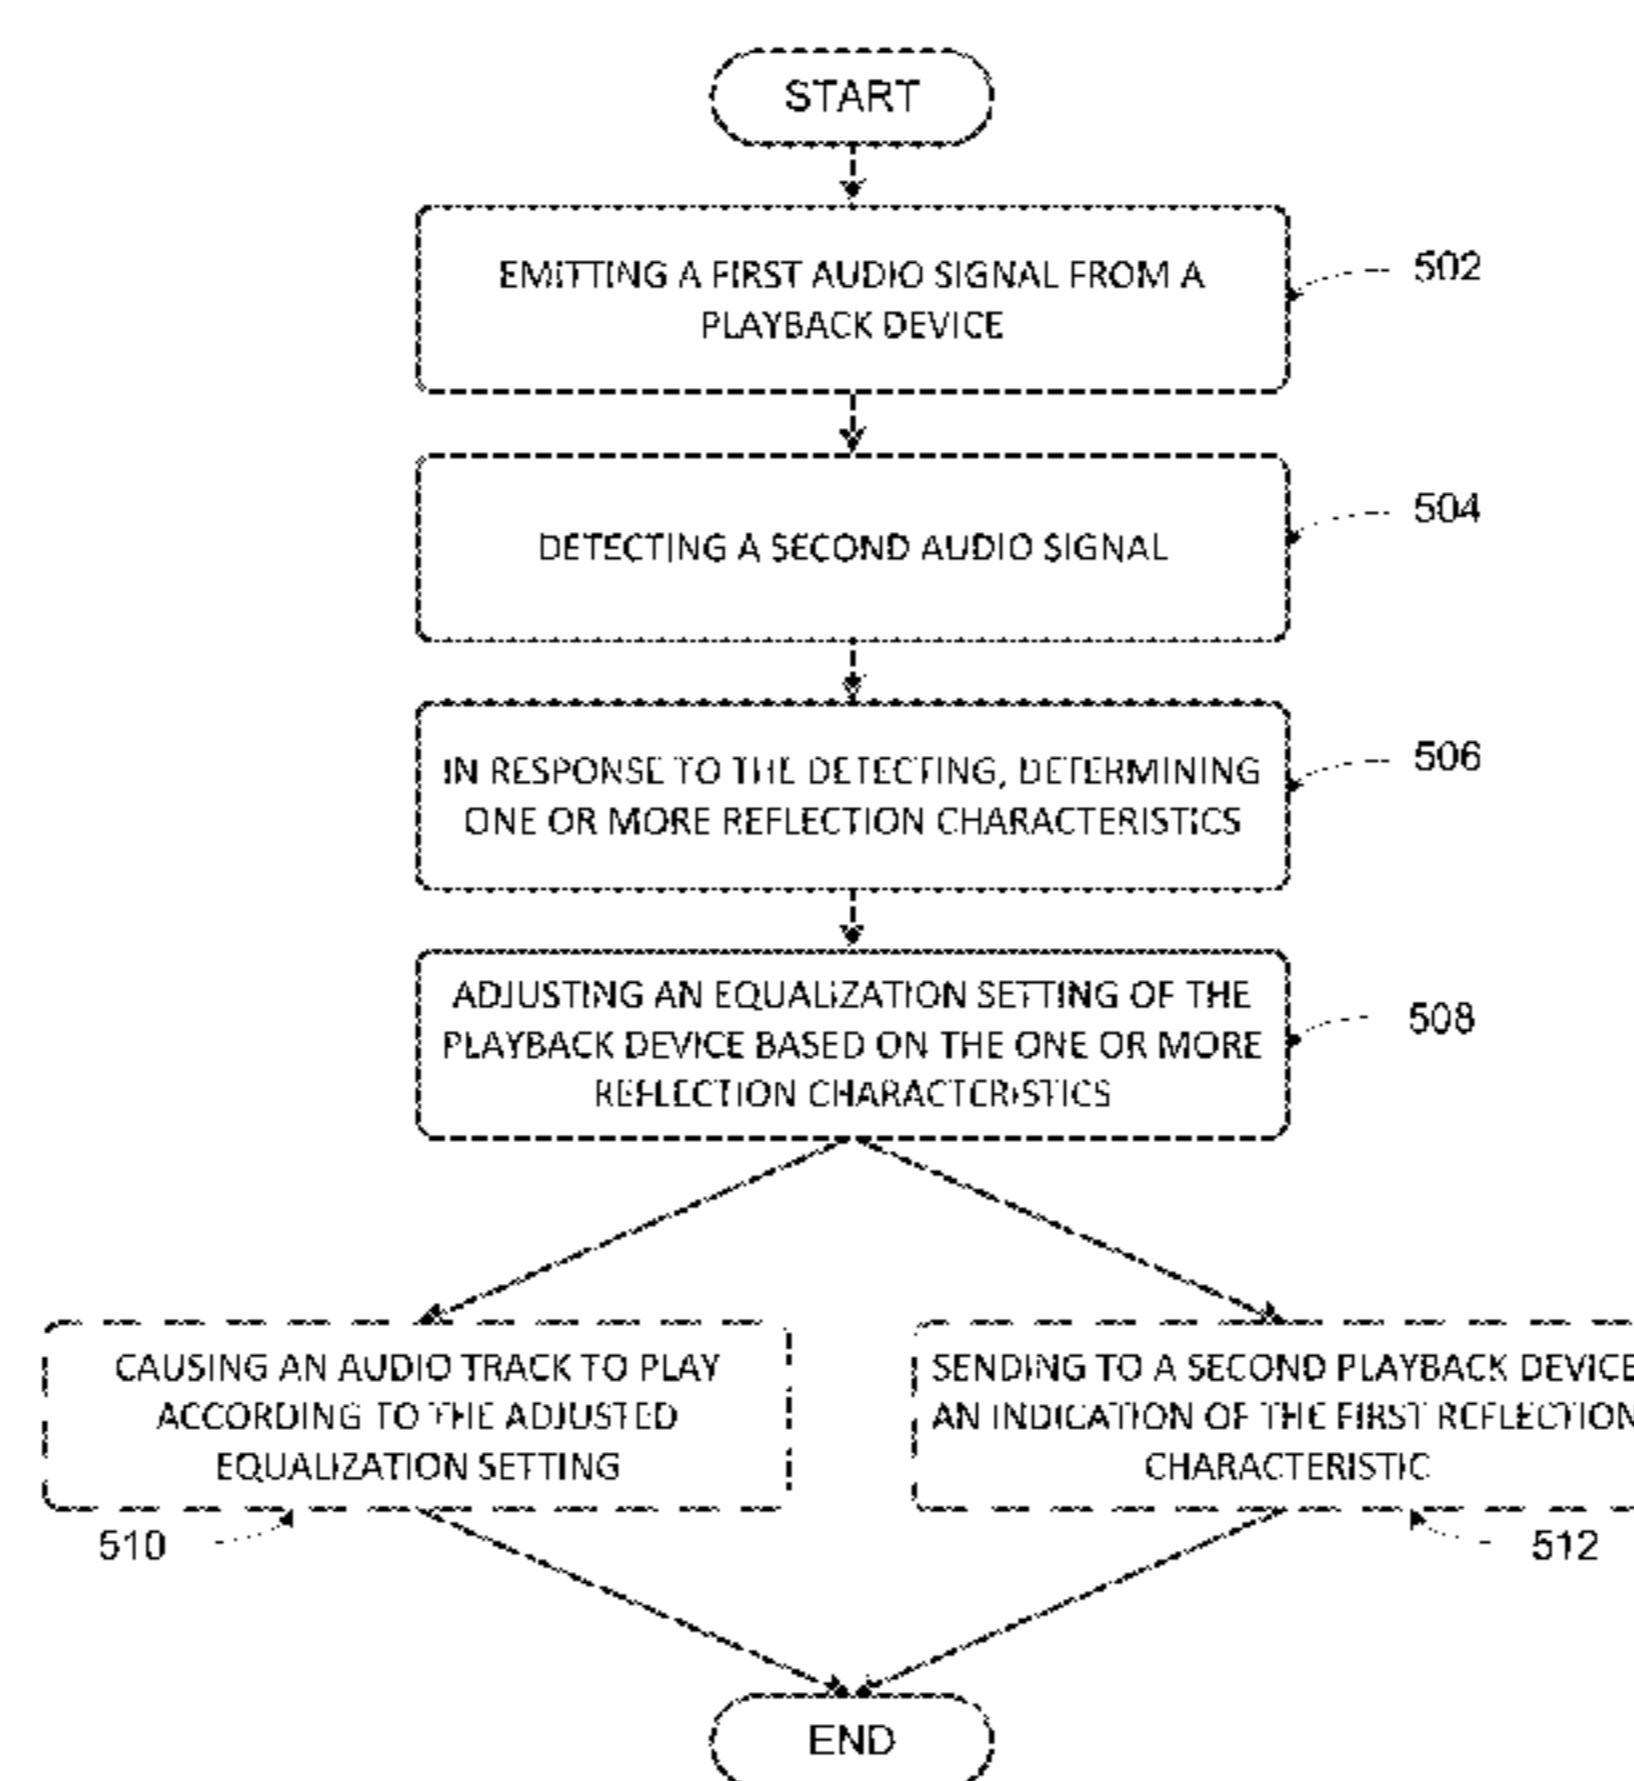 START
EMITTING A FIRST AUDIO SIGNAL FROM A
PLAYBACK DEVICE
502
DETECTING A SECOND AUDIO SIGNAL
504
IN RESPONSE TO THE DETECTING, DETERMINING
ONE OR MORE REFLECTION CHARACTERISTICS
506
ADJUSTING AN EQUALIZATION SETTING OF THE
PLAYBACK DEVICE BASED ON THE ONE OR MORE
REFLECTION CHARACTERISTICS
508
CAUSING AN AUDIO TRACK TO PLAY
ACCORDING TO THE ADJUSTED
EQUALIZATION SETTING
510
SENDING TO A SECOND PLAYBACK DEVICE
AN INDICATION OF THE FIRST REFLECTION
CHARACTERISTIC
512
END